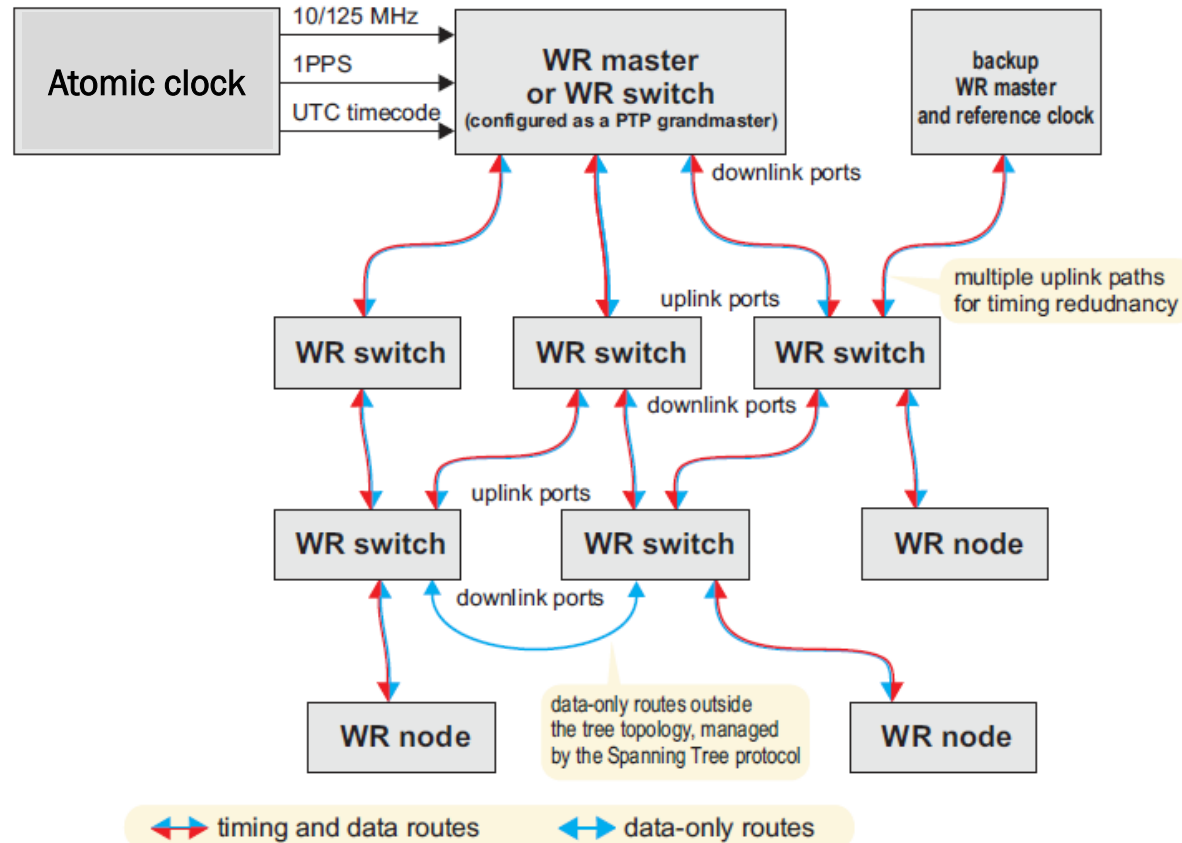 10/125 MHz
Atomic clock
1PPS
UTC timecode
WR master
or WR switch
(configured as a PTP grandmaster)
backup
WR master
and reference clock
downlink ports
multiple uplink paths
for timing redudnancy
uplink ports
WR switch
WR switch
WR switch
downlink ports
uplink ports
WR switch
WR switch
WR node
downlink ports
data-only routes outside
the tree topology, managed
by the Spanning Tree protocol
WR node
WR node
timing and data routes
data-only routes